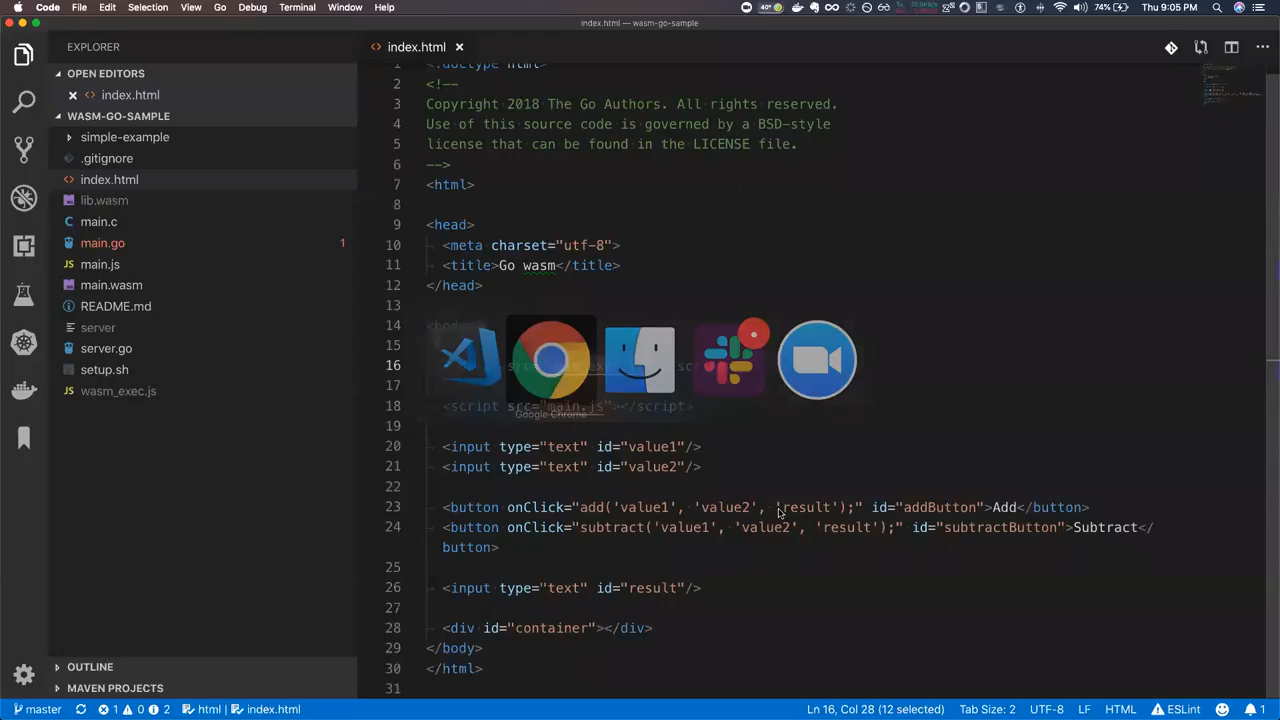 Code File Edit Selection View Go Debug Terminal Window Help 40° 74% Thu 9:05 PM
index.html — wasm-go-sample
EXPLORER
OPEN EDITORS
index.html
WASM-GO-SAMPLE
simple-example
.gitignore
index.html
lib.wasm
main.c
main.go 1
main.js
main.wasm
README.md
server
server.go
setup.sh
wasm_exec.js
OUTLINE
MAVEN PROJECTS
index.html
1 <!doctype html>
2 <!--
3 Copyright 2018 The Go Authors. All rights reserved.
4 Use of this source code is governed by a BSD-style
5 license that can be found in the LICENSE file.
6 -->
7 <html>
8
9 <head>
10 <meta charset="utf-8">
11 <title>Go wasm</title>
12 </head>
13
14 <body
15
16 src=
17
18 <script src="main.js"></script>
19
20 <input type="text" id="value1"/>
21 <input type="text" id="value2"/>
22
23 <button onClick="add('value1', 'value2', 'result');" id="addButton">Add</button>
24 <button onClick="subtract('value1', 'value2', 'result');" id="subtractButton">Subtract</
button>
25
26 <input type="text" id="result"/>
27
28 <div id="container"></div>
29 </body>
30 </html>
31
Google Chrome
master 1 0 2 html index.html Ln 16, Col 28 (12 selected) Tab Size: 2 UTF-8 LF HTML ESLint 1